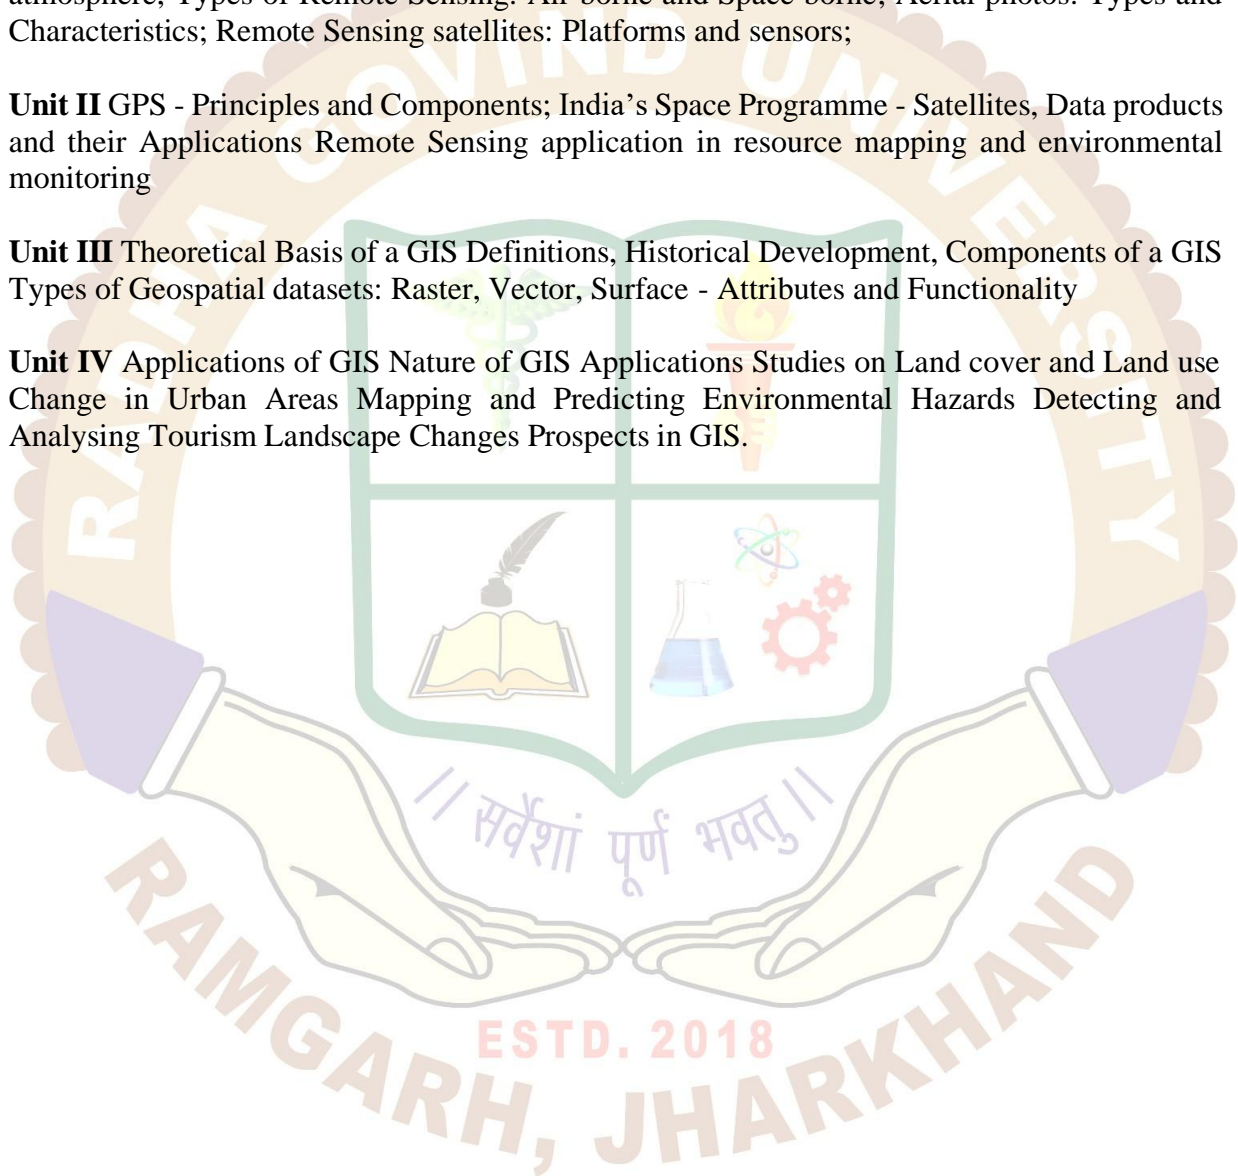 atmosphere; Types of Remote Sensing: Air-borne and Space-borne; Aerial photos: Types and
Characteristics; Remote Sensing satellites: Platforms and sensors;
Unit II GPS - Principles and Components; India’s Space Programme - Satellites, Data products
and their Applications Remote Sensing application in resource mapping and environmental
monitoring
Unit III Theoretical Basis of a GIS Definitions, Historical Development, Components of a GIS
Types of Geospatial datasets: Raster, Vector, Surface - Attributes and Functionality
Unit IV Applications of GIS Nature of GIS Applications Studies on Land cover and Land use
Change in Urban Areas Mapping and Predicting Environmental Hazards Detecting and
Analysing Tourism Landscape Changes Prospects in GIS.
RADHA GOVIND UNIVERSITY
|| सर्वेशां पूर्ण भवतु ||
ESTD. 2018
RAMGARH, JHARKHAND